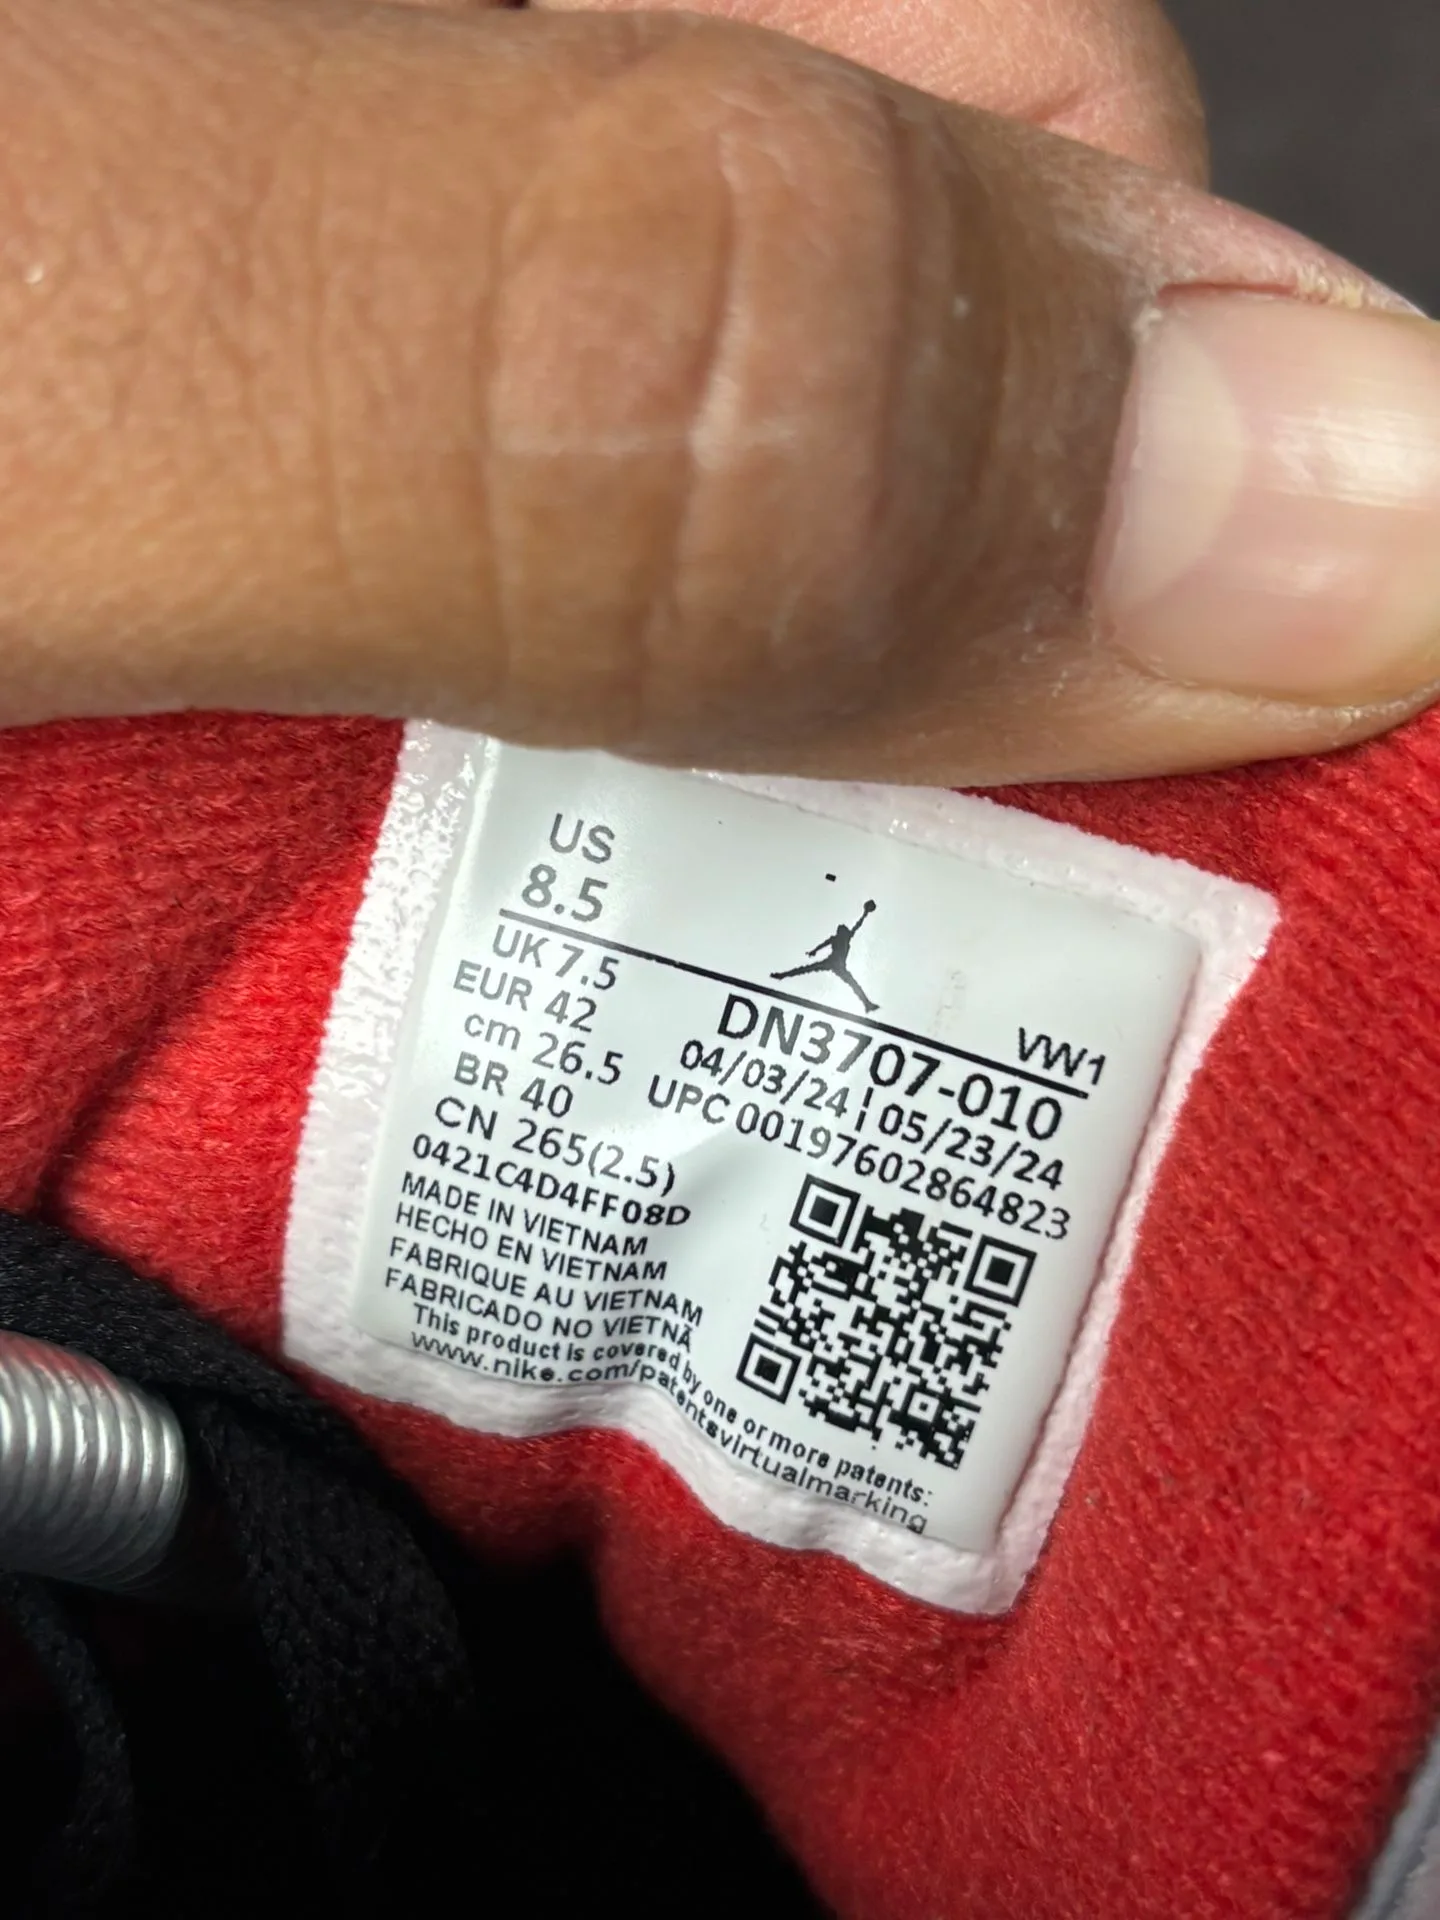 US
8.5
VW1
UK 7.5
EUR 42
cm 26.5
BR 40
CN 265(2.5)
DN3707-010
04/03/24 ¦ 05/23/24
UPC 00197602864823
0421C4D4FF08D
MADE IN VIETNAM
HECHO EN VIETNAM
FABRIQUE AU VIETNAM
FABRICADO NO VIETNÃ
This product is covered by one or more patents:
www.nike.com/patentsvirtualmarking